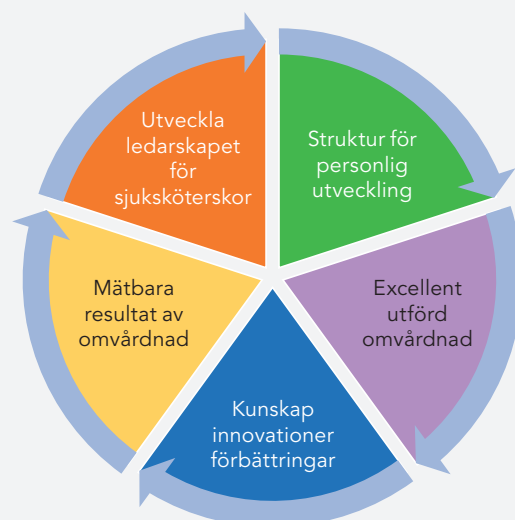 Utveckla
ledarskapet
för
sjuksköterskor
Struktur för
personlig
utveckling
Excellent
utförd
omvårdnad
Kunskap
innovationer
förbättringar
Mätbara
resultat av
omvårdnad